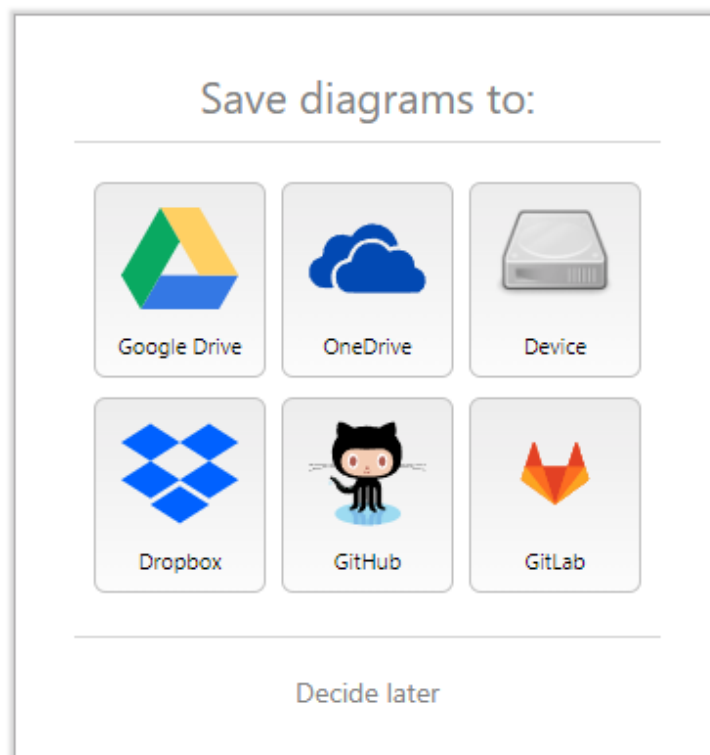 Save diagrams to:
Google Drive
OneDrive
Device
Dropbox
GitHub
GitLab
Decide later